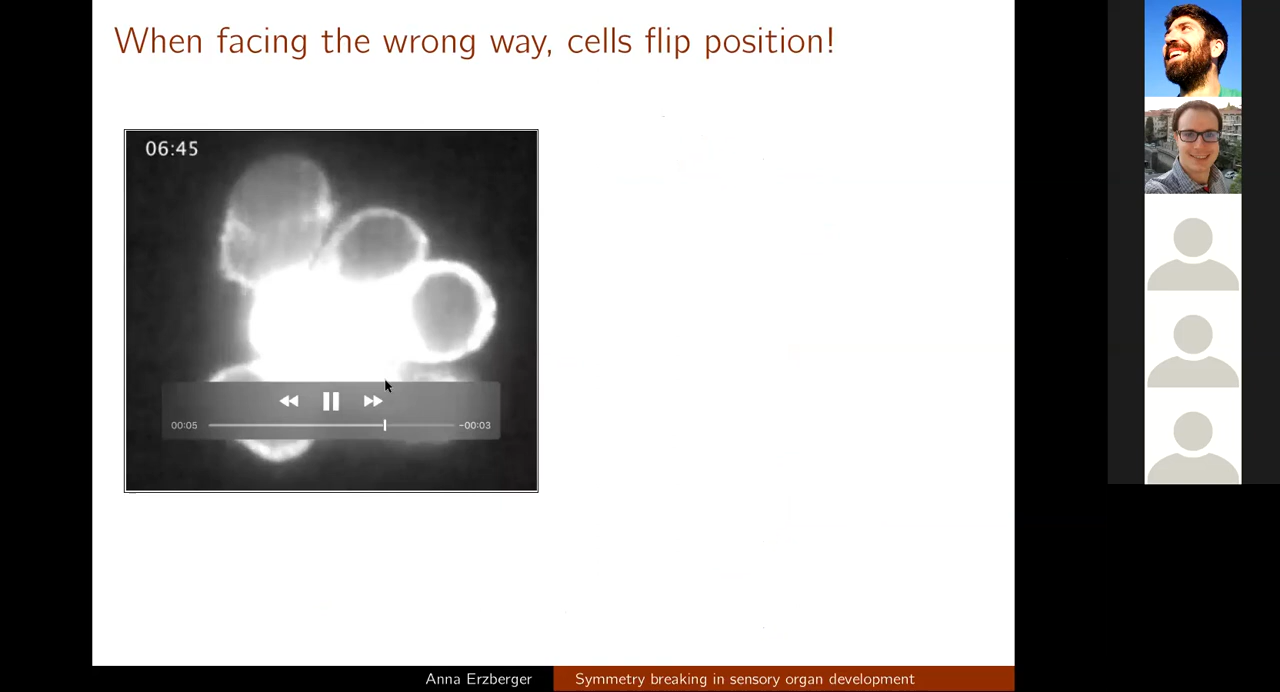 When facing the wrong way, cells flip position!
06:45
00:05
-00:03
Anna Erzberger
Symmetry breaking in sensory organ development